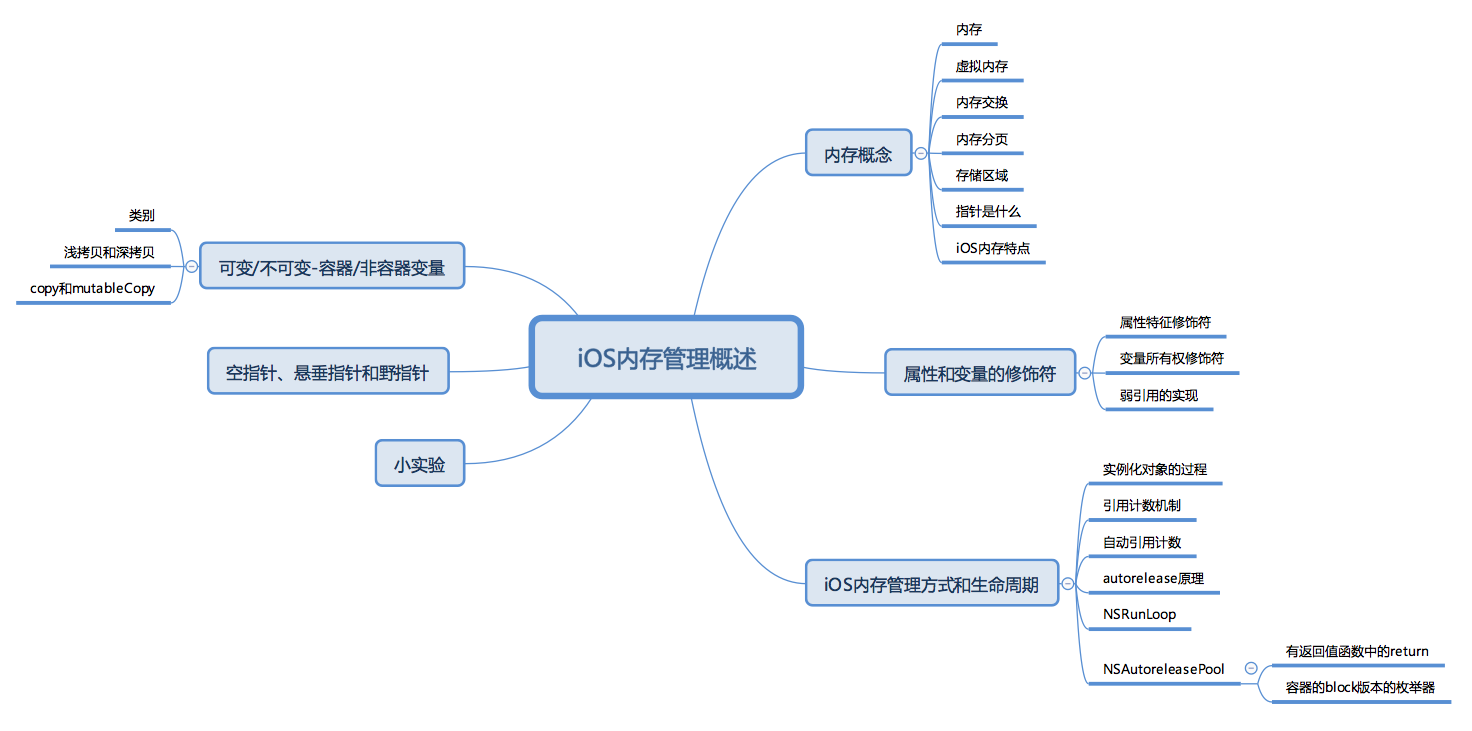 iOS内存管理概述
内存概念
内存
虚拟内存
内存交换
内存分页
存储区域
指针是什么
iOS内存特点
属性和变量的修饰符
属性特征修饰符
变量所有权修饰符
弱引用的实现
iOS内存管理方式和生命周期
实例化对象的过程
引用计数机制
自动引用计数
autorelease原理
NSRunLoop
NSAutoreleasePool
有返回值函数中的return
容器的block版本的枚举器
可变/不可变-容器/非容器变量
类别
浅拷贝和深拷贝
copy和mutableCopy
空指针、悬垂指针和野指针
小实验